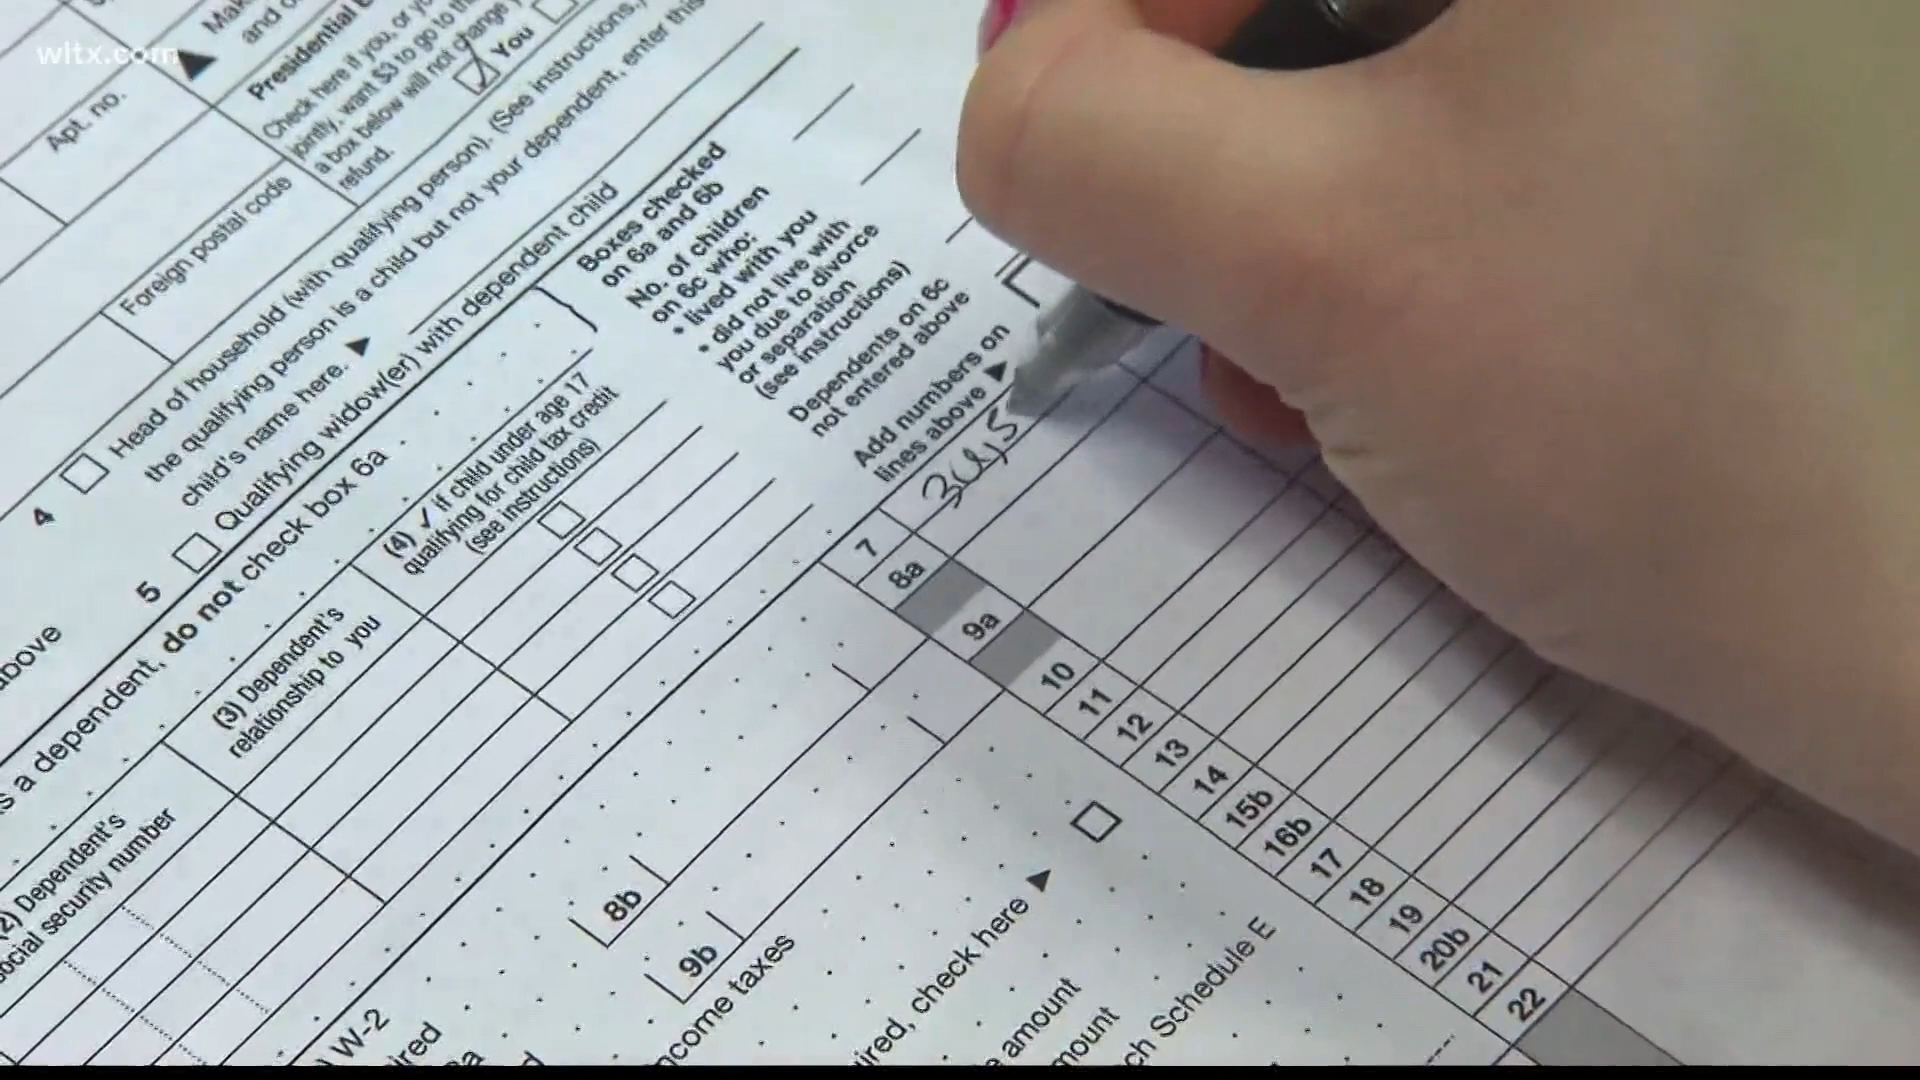 wltx.com
Apt. no.
Foreign postal code
Presidential
Check here if you, or
jointly, want $3 to go to
a box below will not change
refund.
You
4 Head of household (with qualifying person). (See instructions.)
the qualifying person is a child but not your dependent, enter this
child's name here.
5 Qualifying widow(er) with dependent child
above
a dependent, do not check box 6a
Boxes checked
on 6a and 6b
No. of children
on 6c who:
• lived with you
• did not live with
you due to divorce
or separation
(see instructions)
Dependents on 6c
not entered above
Add numbers on
lines above
(2) Dependent's
social security number
(3) Dependent's
relationship to you
(4) ✓ if child under age 17
qualifying for child tax credit
(see instructions)
7
8a
8b
9a
9b
10
11
12
13
14
15b
16b
17
18
19
20b
21
22
W-2
income taxes
check here
amount
Schedule E